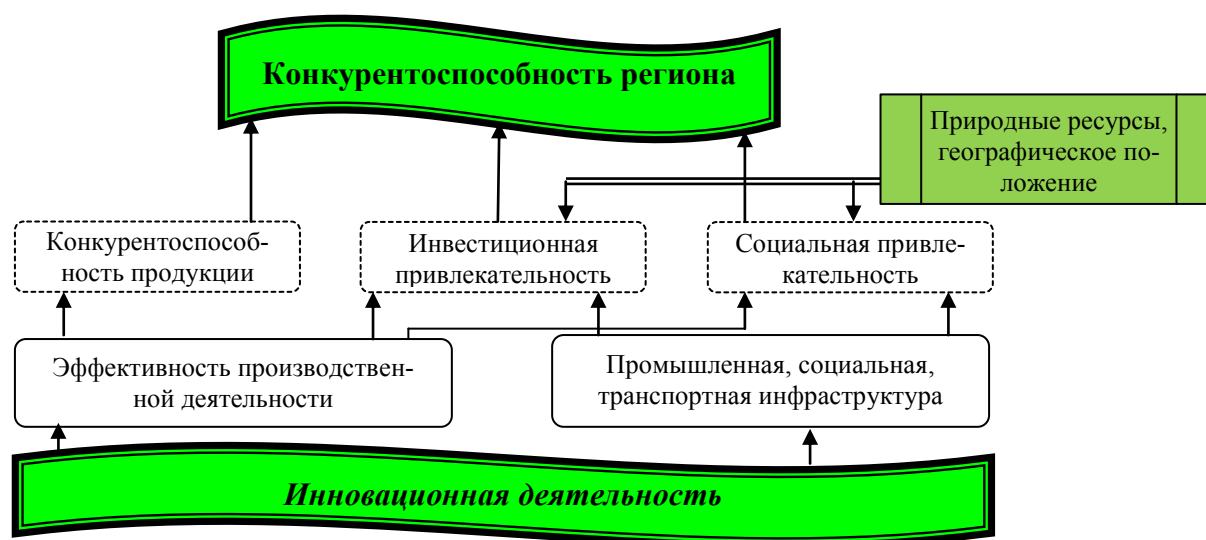 Конкурентоспособность региона
Природные ресурсы,
географическое по-
ложение
Конкурентоспособ-
ность продукции
Инвестиционная
привлекательность
Социальная привле-
кательность
Эффективность производствен-
ной деятельности
Промышленная, социальная,
транспортная инфраструктура
Инновационная деятельность